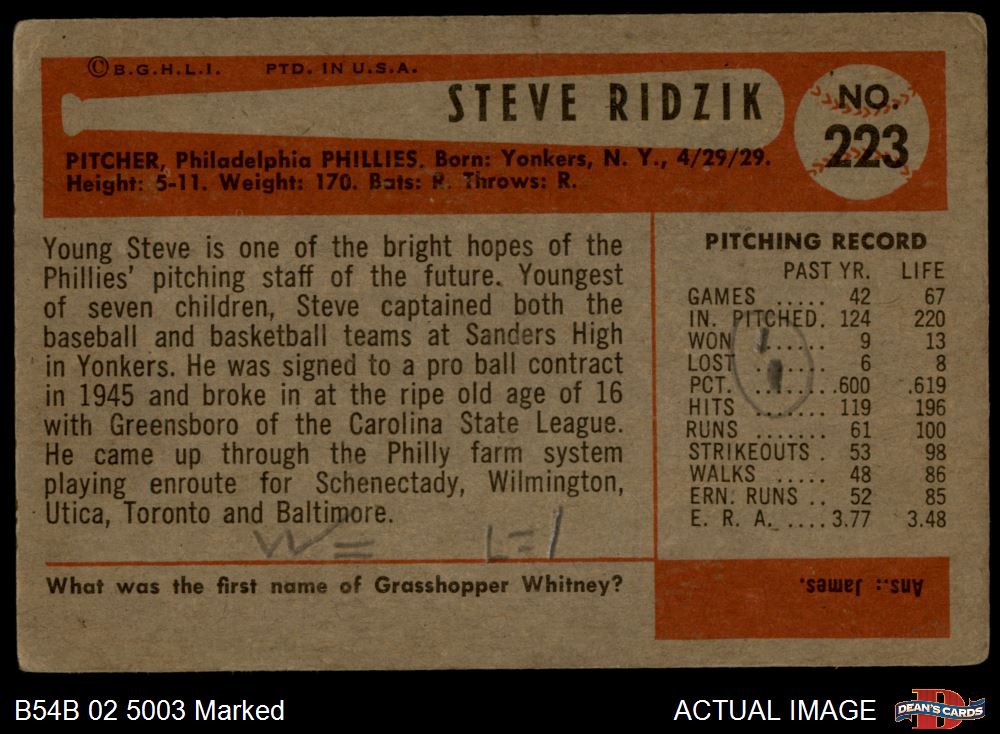 ©B.G.H.L.I. PTD. IN U.S.A.
STEVE RIDZIK
NO.
223
PITCHER, Philadelphia PHILLIES. Born: Yonkers, N. Y., 4/29/29.
Height: 5-11. Weight: 170. Bats: R. Throws: R.
Young Steve is one of the bright hopes of the
Phillies' pitching staff of the future. Youngest
of seven children, Steve captained both the
baseball and basketball teams at Sanders High
in Yonkers. He was signed to a pro ball contract
in 1945 and broke in at the ripe old age of 16
with Greensboro of the Carolina State League.
He came up through the Philly farm system
playing enroute for Schenectady, Wilmington,
Utica, Toronto and Baltimore.
W=
L=1
PITCHING RECORD
PAST YR. LIFE
GAMES ..... 42 67
IN. PITCHED. 124 220
WON ...... 9 13
LOST ....... 6 8
PCT. ........600 .619
HITS ....... 119 196
RUNS ....... 61 100
STRIKEOUTS . 53 98
WALKS ..... 48 86
ERN. RUNS .. 52 85
E. R. A. ....3.77 3.48
What was the first name of Grasshopper Whitney?
Ans.: James.
B54B 02 5003 Marked
ACTUAL IMAGE
DEAN'S CARDS